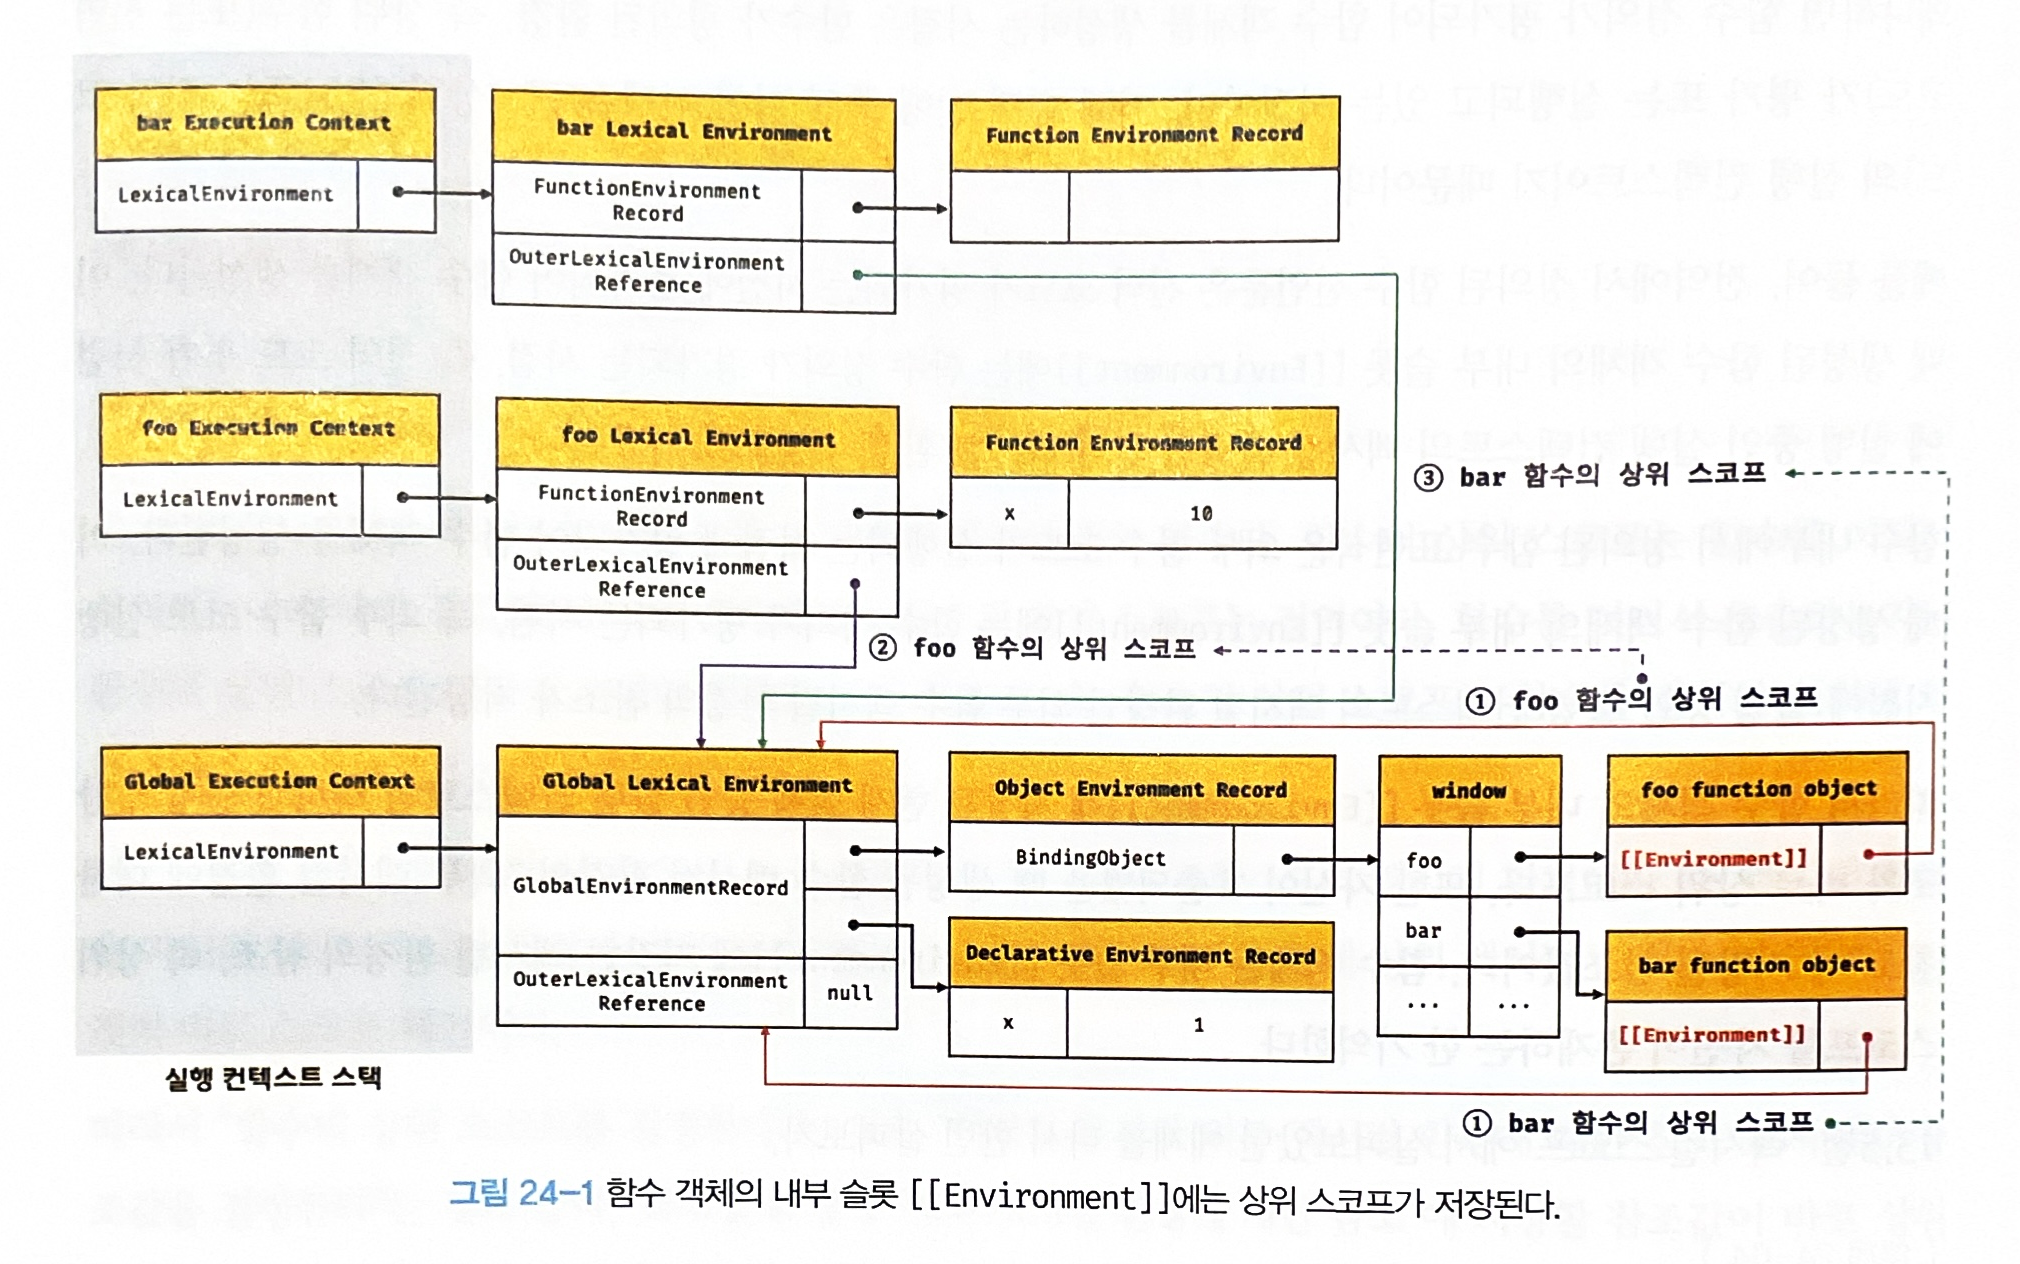 bar Execution Context
LexicalEnvironment
bar Lexical Environment
FunctionEnvironment
Record
OuterLexicalEnvironment
Reference
Function Environment Record
foo Execution Context
LexicalEnvironment
foo Lexical Environment
FunctionEnvironment
Record
OuterLexicalEnvironment
Reference
Function Environment Record
x 10
③ bar 함수의 상위 스코프
② foo 함수의 상위 스코프
① foo 함수의 상위 스코프
Global Execution Context
LexicalEnvironment
Global Lexical Environment
GlobalEnvironmentRecord
OuterLexicalEnvironment
Reference
null
Object Environment Record
BindingObject
Declarative Environment Record
x 1
window
foo
bar
... ...
foo function object
[[Environment]]
bar function object
[[Environment]]
실행 컨텍스트 스택
① bar 함수의 상위 스코프
그림 24-1 함수 객체의 내부 슬롯 [[Environment]]에는 상위 스코프가 저장된다.